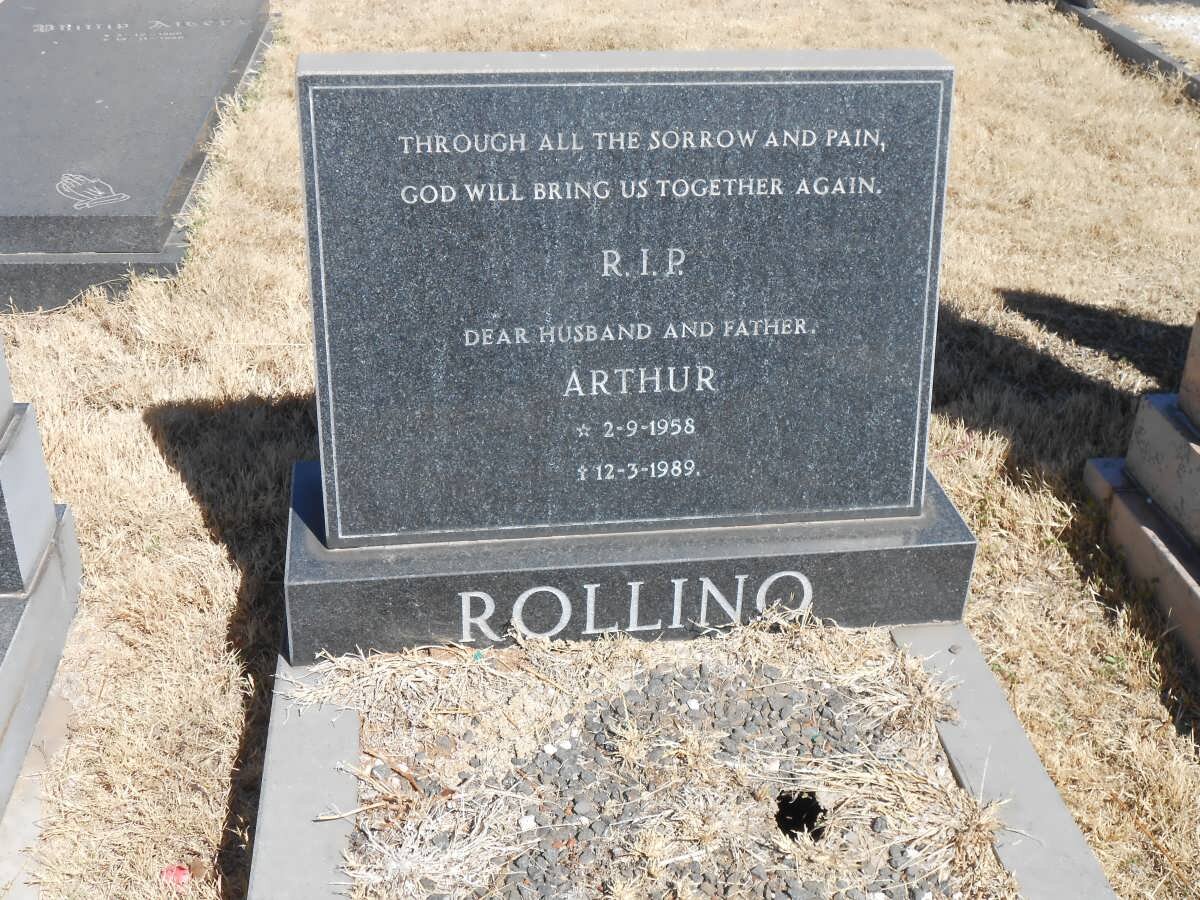 THROUGH ALL THE SORROW AND PAIN,
GOD WILL BRING US TOGETHER AGAIN.
R.I.P.
DEAR HUSBAND AND FATHER.
ARTHUR
☆ 2-9-1958
✝ 12-3-1989.
ROLLINO